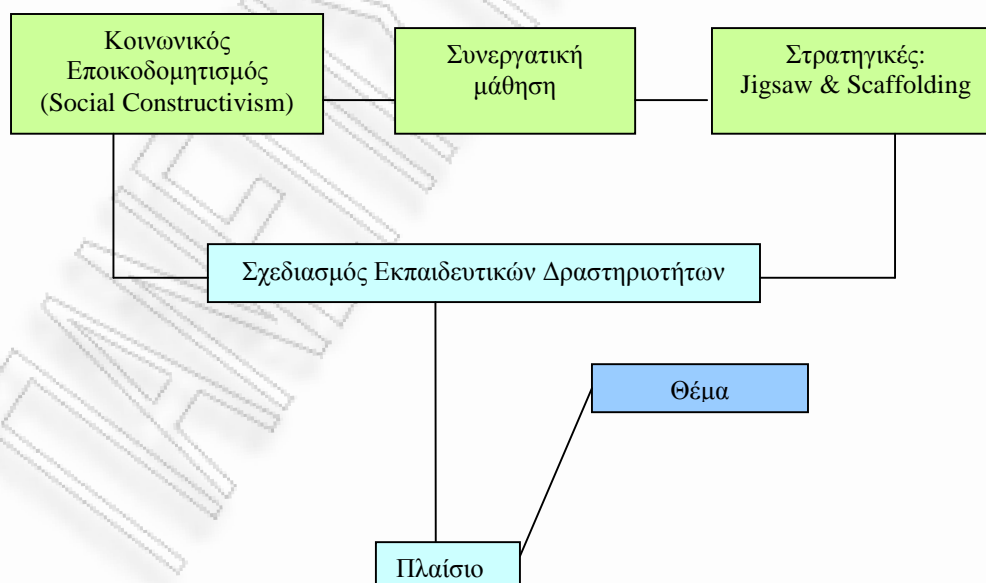 Κοινωνικός
Εποικοδομητισμός
(Social Constructivism)
Συνεργατική
μάθηση
Στρατηγικές:
Jigsaw & Scaffolding
Σχεδιασμός Εκπαιδευτικών Δραστηριοτήτων
Θέμα
Πλαίσιο